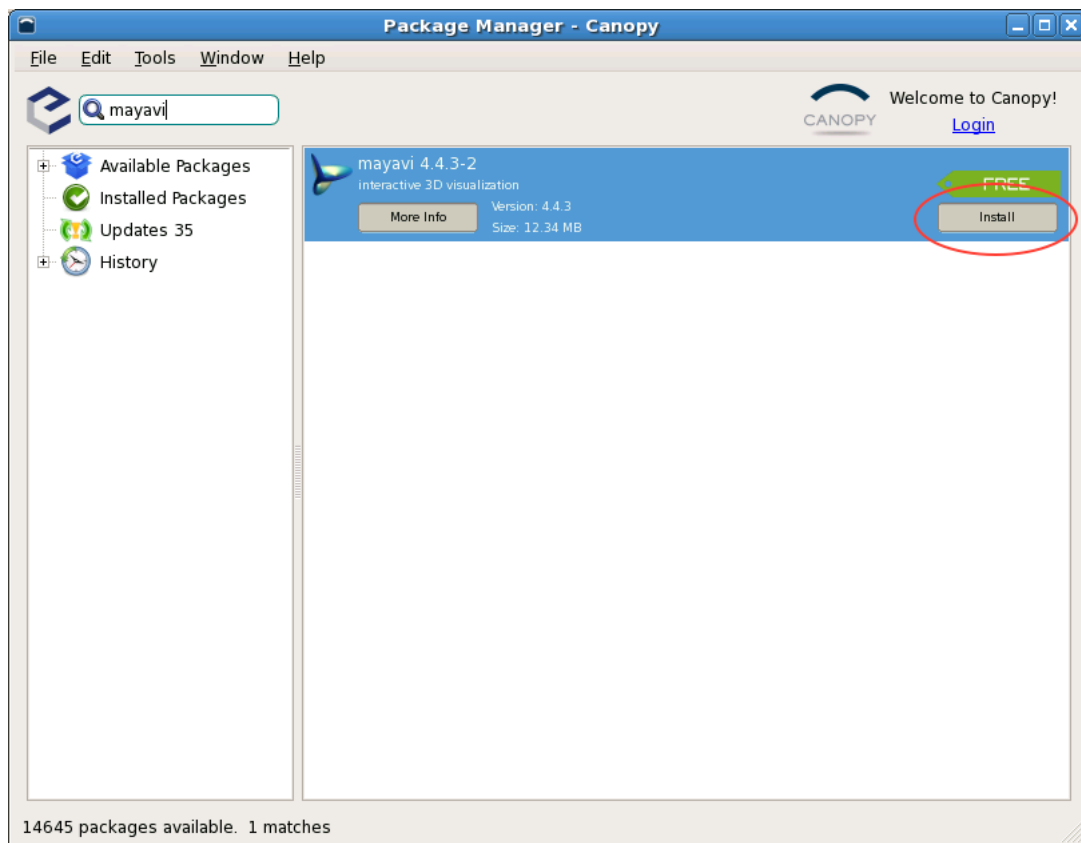 Package Manager - Canopy
File Edit Tools Window Help
mayavi
CANOPY
Welcome to Canopy!
Login
Available Packages
Installed Packages
Updates 35
History
mayavi 4.4.3-2
interactive 3D visualization
More Info
Version: 4.4.3
Size: 12.34 MB
FREE
Install
14645 packages available. 1 matches